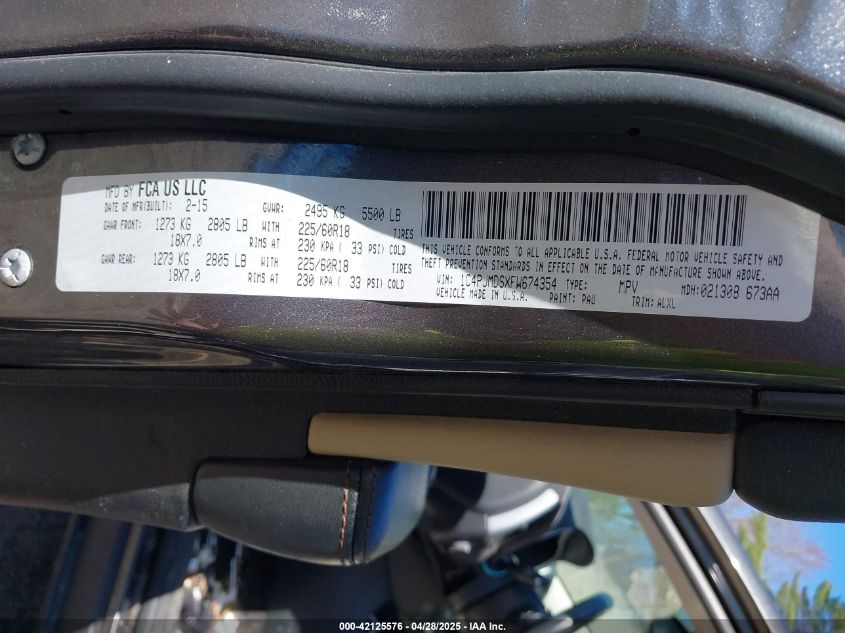 MFD BY FCA US LLC
DATE OF MFR(BUILT): 2-15 GVWR: 2495 KG 5500 LB
GAWR FRONT: 1273 KG 2805 LB WITH 225/60R18 TIRES
18X7.0 RIMS AT 230 KPA ( 33 PSI) COLD
GAWR REAR: 1273 KG 2805 LB WITH 225/60R18 TIRES
18X7.0 RIMS AT 230 KPA ( 33 PSI) COLD
THIS VEHICLE CONFORMS TO ALL APPLICABLE U.S.A. FEDERAL MOTOR VEHICLE SAFETY AND
THEFT PREVENTION STANDARDS IN EFFECT ON THE DATE OF MANUFACTURE SHOWN ABOVE.
VIN: 1C4PJMDSXFW674354 TYPE: MPV MDH:021308 673AA
VEHICLE MADE IN U.S.A. PAINT: PAU TRIM: ALXL
000-42125576 - 04/28/2025 - IAA Inc.